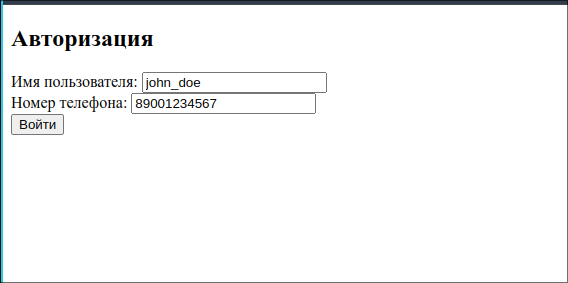 Авторизация
Имя пользователя: john_doe
Номер телефона: 89001234567
Войти